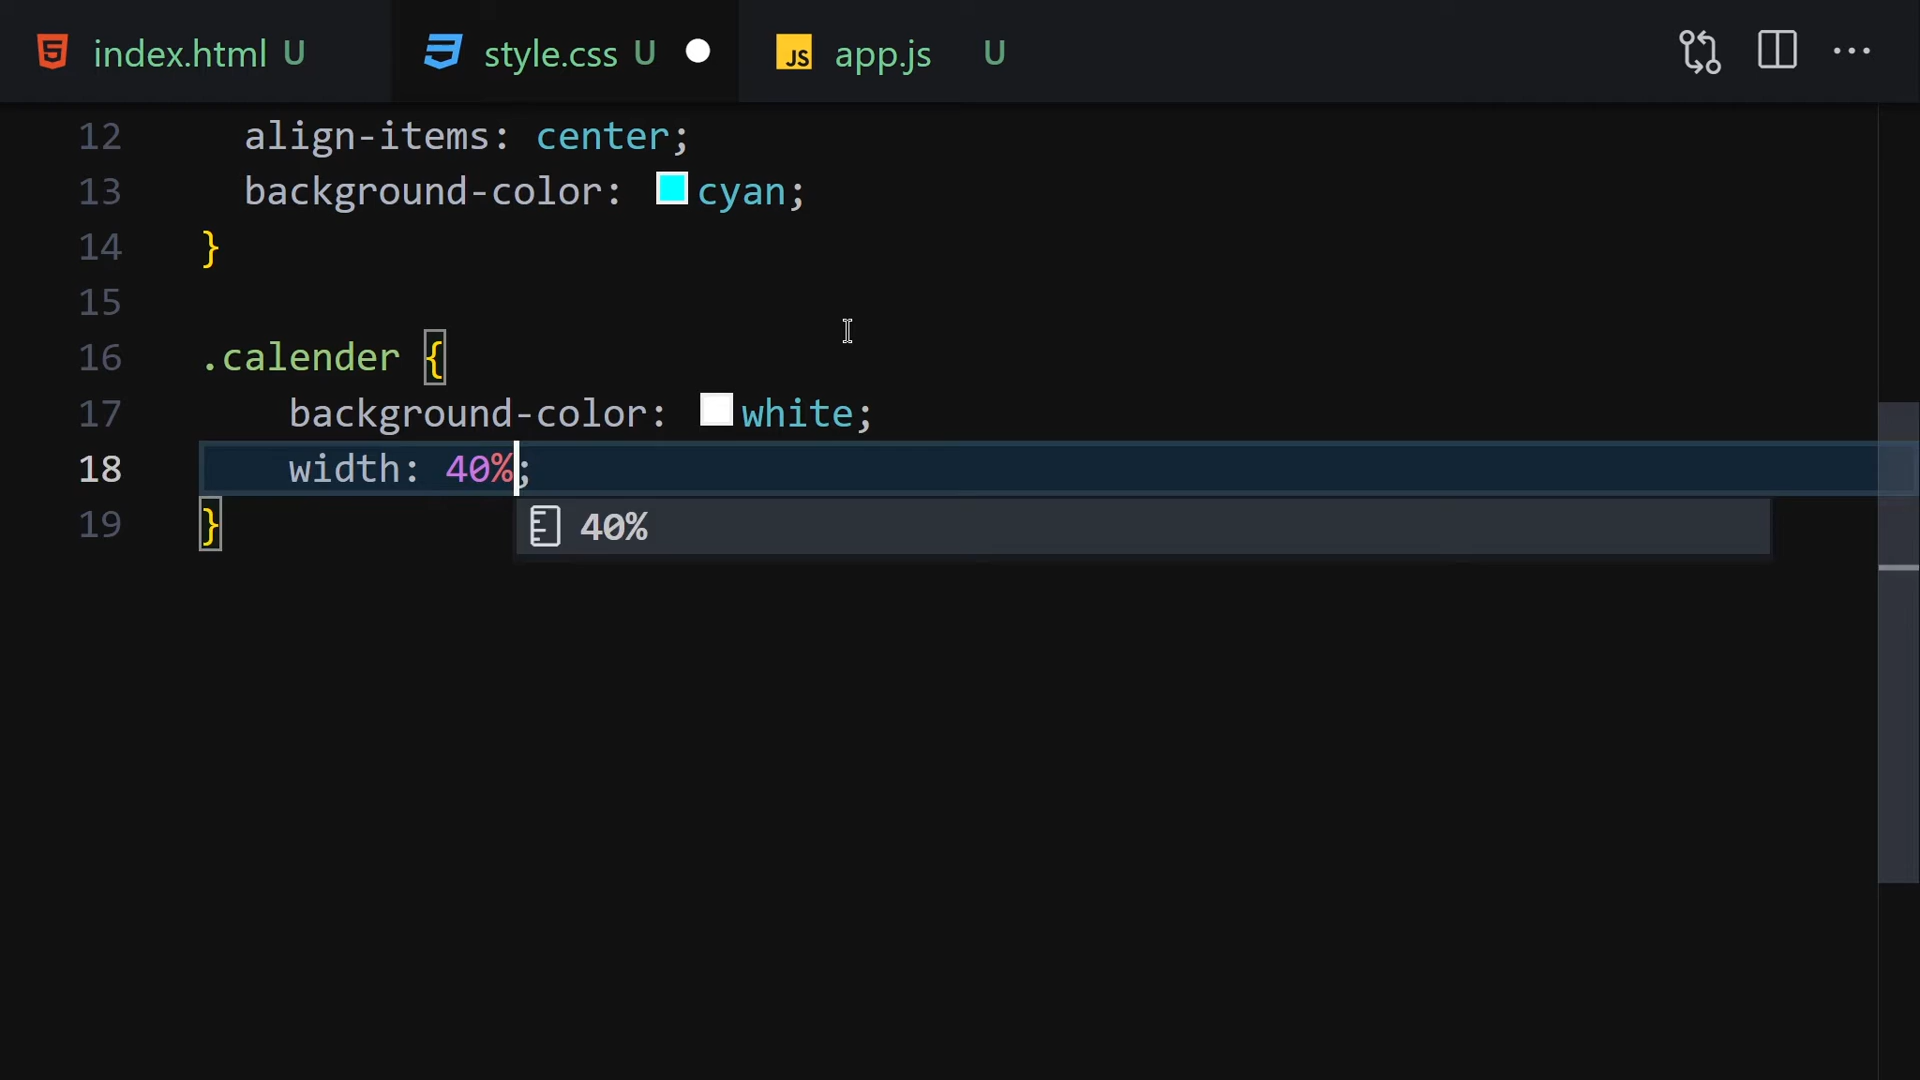 index.html U style.css U JS app.js U
12 align-items: center;
13 background-color: cyan;
14 }
15
16 .calender {
17 background-color: white;
18 width: 40%;
19 }
40%